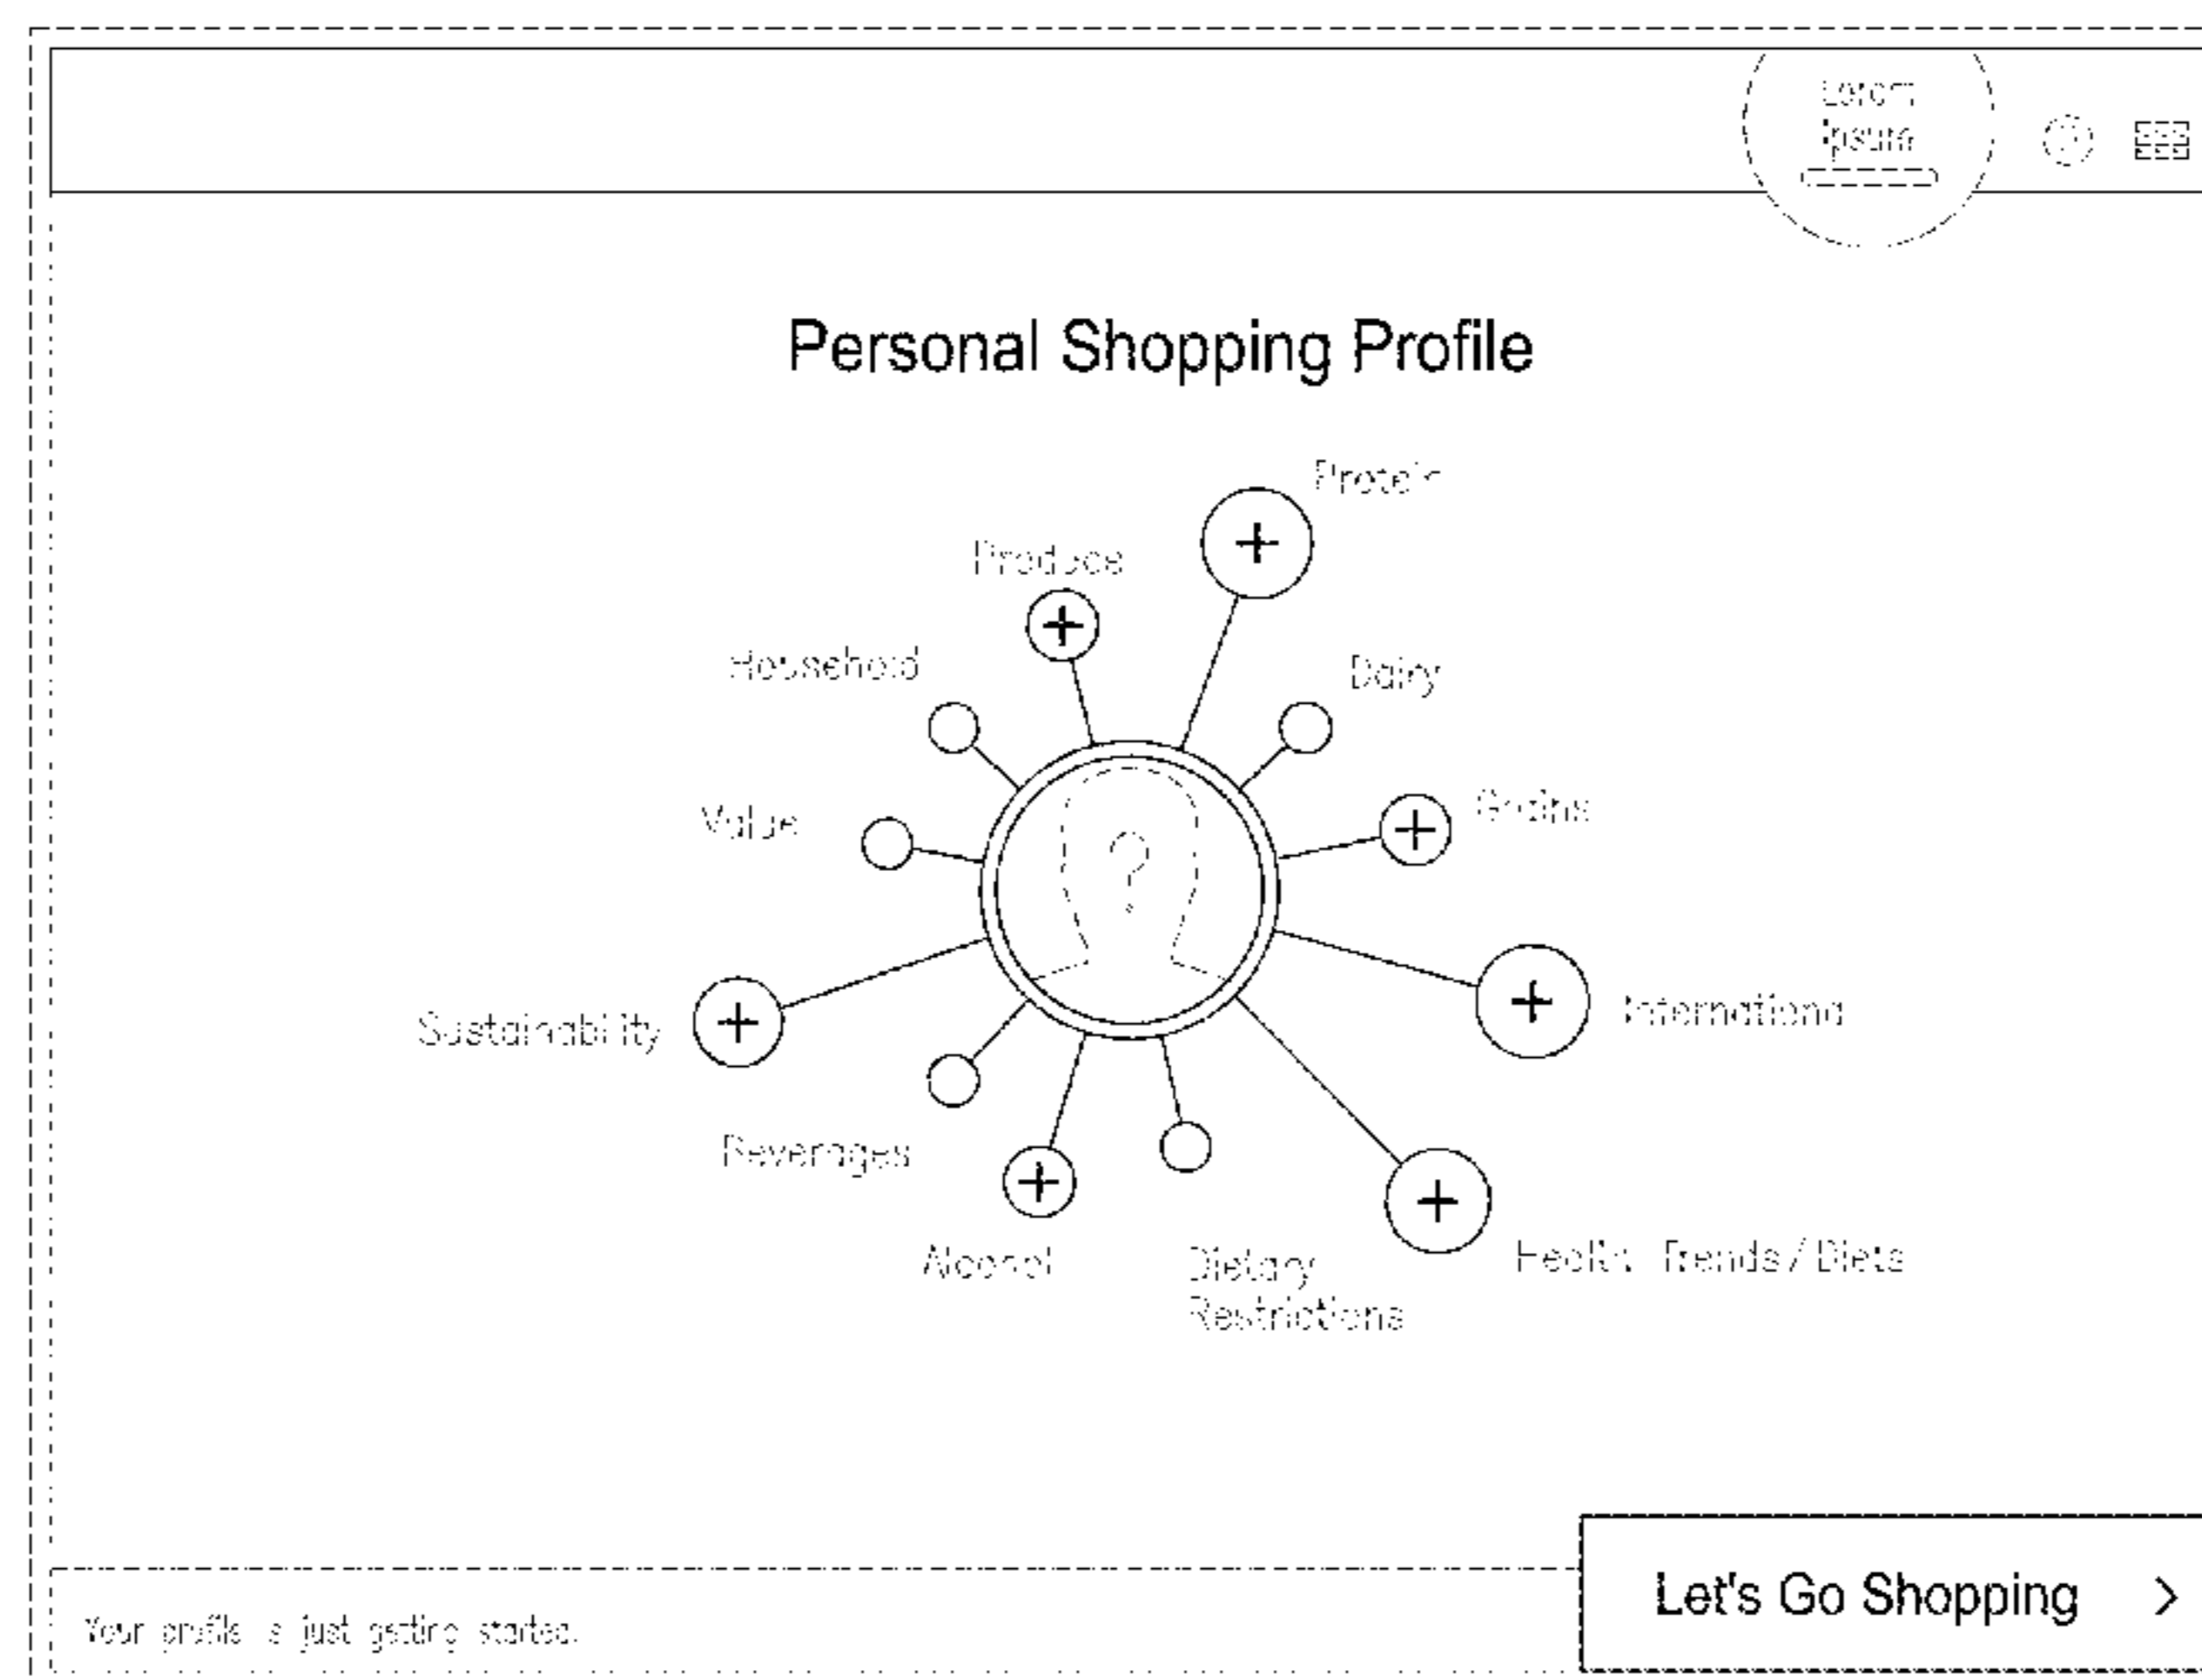 Lorem
Ipsum
Personal Shopping Profile
Protein
Produce
Household
Dairy
Value
Grains
Sustainability
International
Beverages
Alcohol
Dietary
Restrictions
Health Trends/Diets
Let's Go Shopping >
Your profile is just getting started.